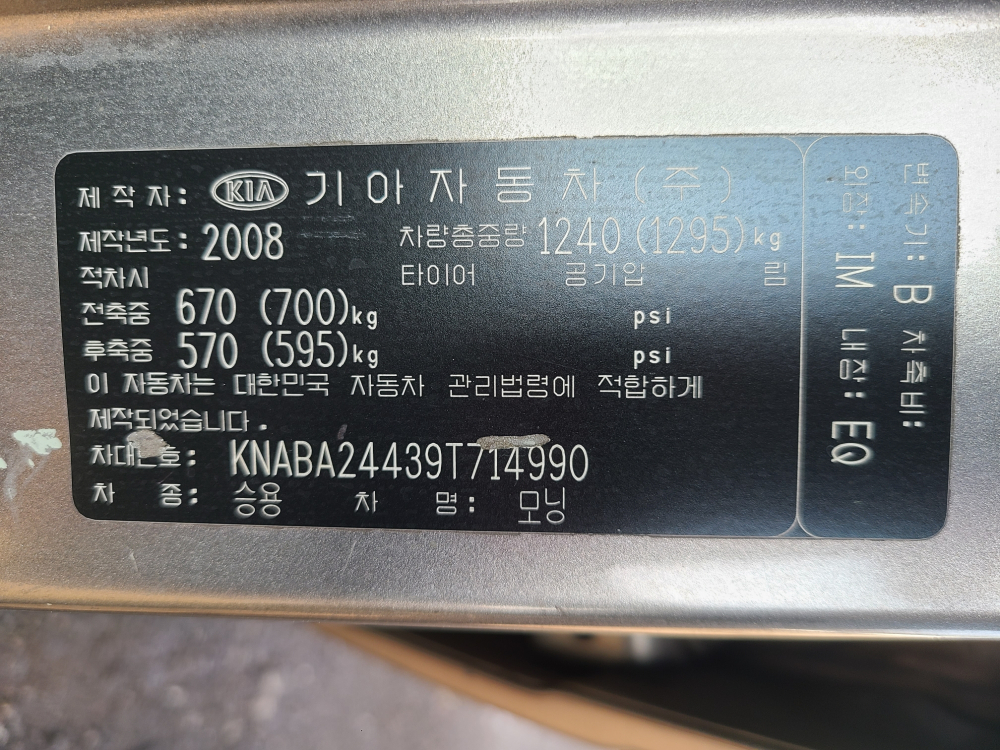 제작자: KIA 기아자동차(주)
제작년도: 2008 차량총중량 1240 (1295)kg
적차시 타이어 공기압 림
전축중 670 (700)kg psi
후축중 570 (595)kg psi
이 자동차는 대한민국 자동차 관리법령에 적합하게
제작되었습니다.
차대번호: KNABA24439T714990
차 종: 승용 차 명: 모닝
변속기: B 차축비:
외장: IM 내장: EQ